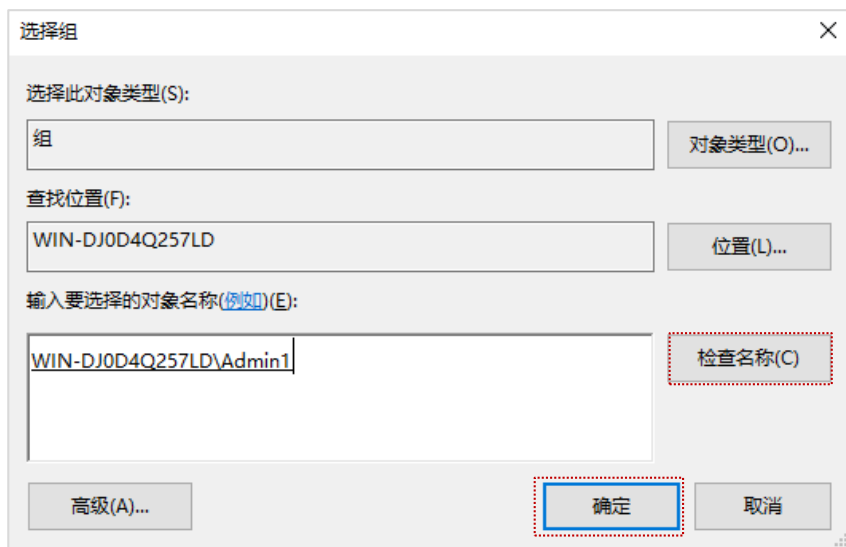 选择组
选择此对象类型(S):
组
对象类型(O)...
查找位置(F):
WIN-DJ0D4Q257LD
位置(L)...
输入要选择的对象名称(例如)(E):
WIN-DJ0D4Q257LD\Admin1
检查名称(C)
高级(A)...
确定
取消